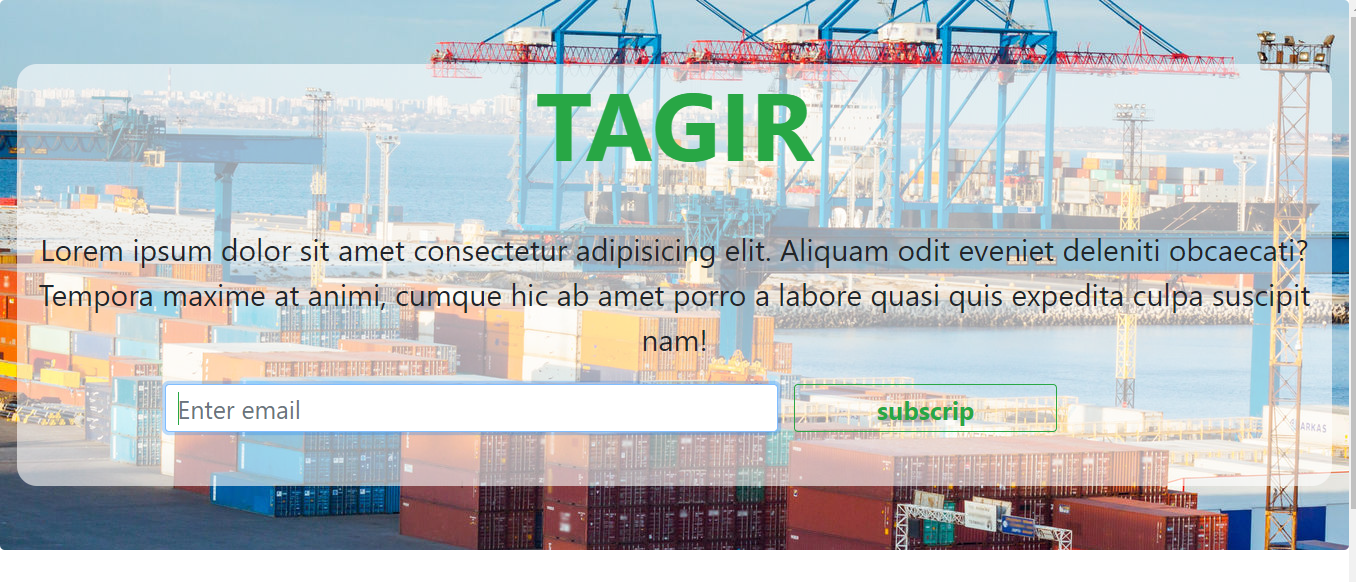 TAGIR
Lorem ipsum dolor sit amet consectetur adipisicing elit. Aliquam odit eveniet deleniti obcaecati?
Tempora maxime at animi, cumque hic ab amet porro a labore quasi quis expedita culpa suscipit
nam!
Enter email
subscrip
ARKAS